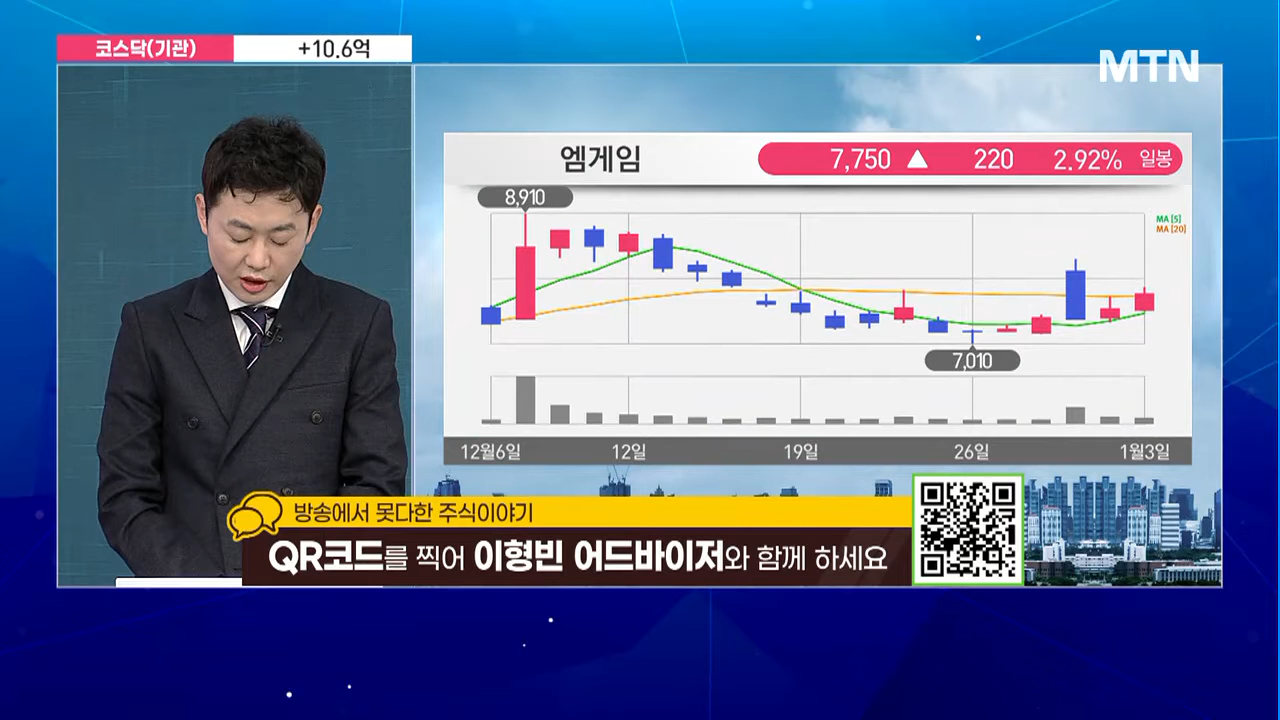 코스닥(기관) +10.6억
MTN
엠게임 7,750 ▲ 220 2.92% 일봉
8,910
MA [5]
MA [20]
7,010
12월6일 12일 19일 26일 1월3일
방송에서 못다한 주식이야기
QR코드를 찍어 이형빈 어드바이저와 함께 하세요